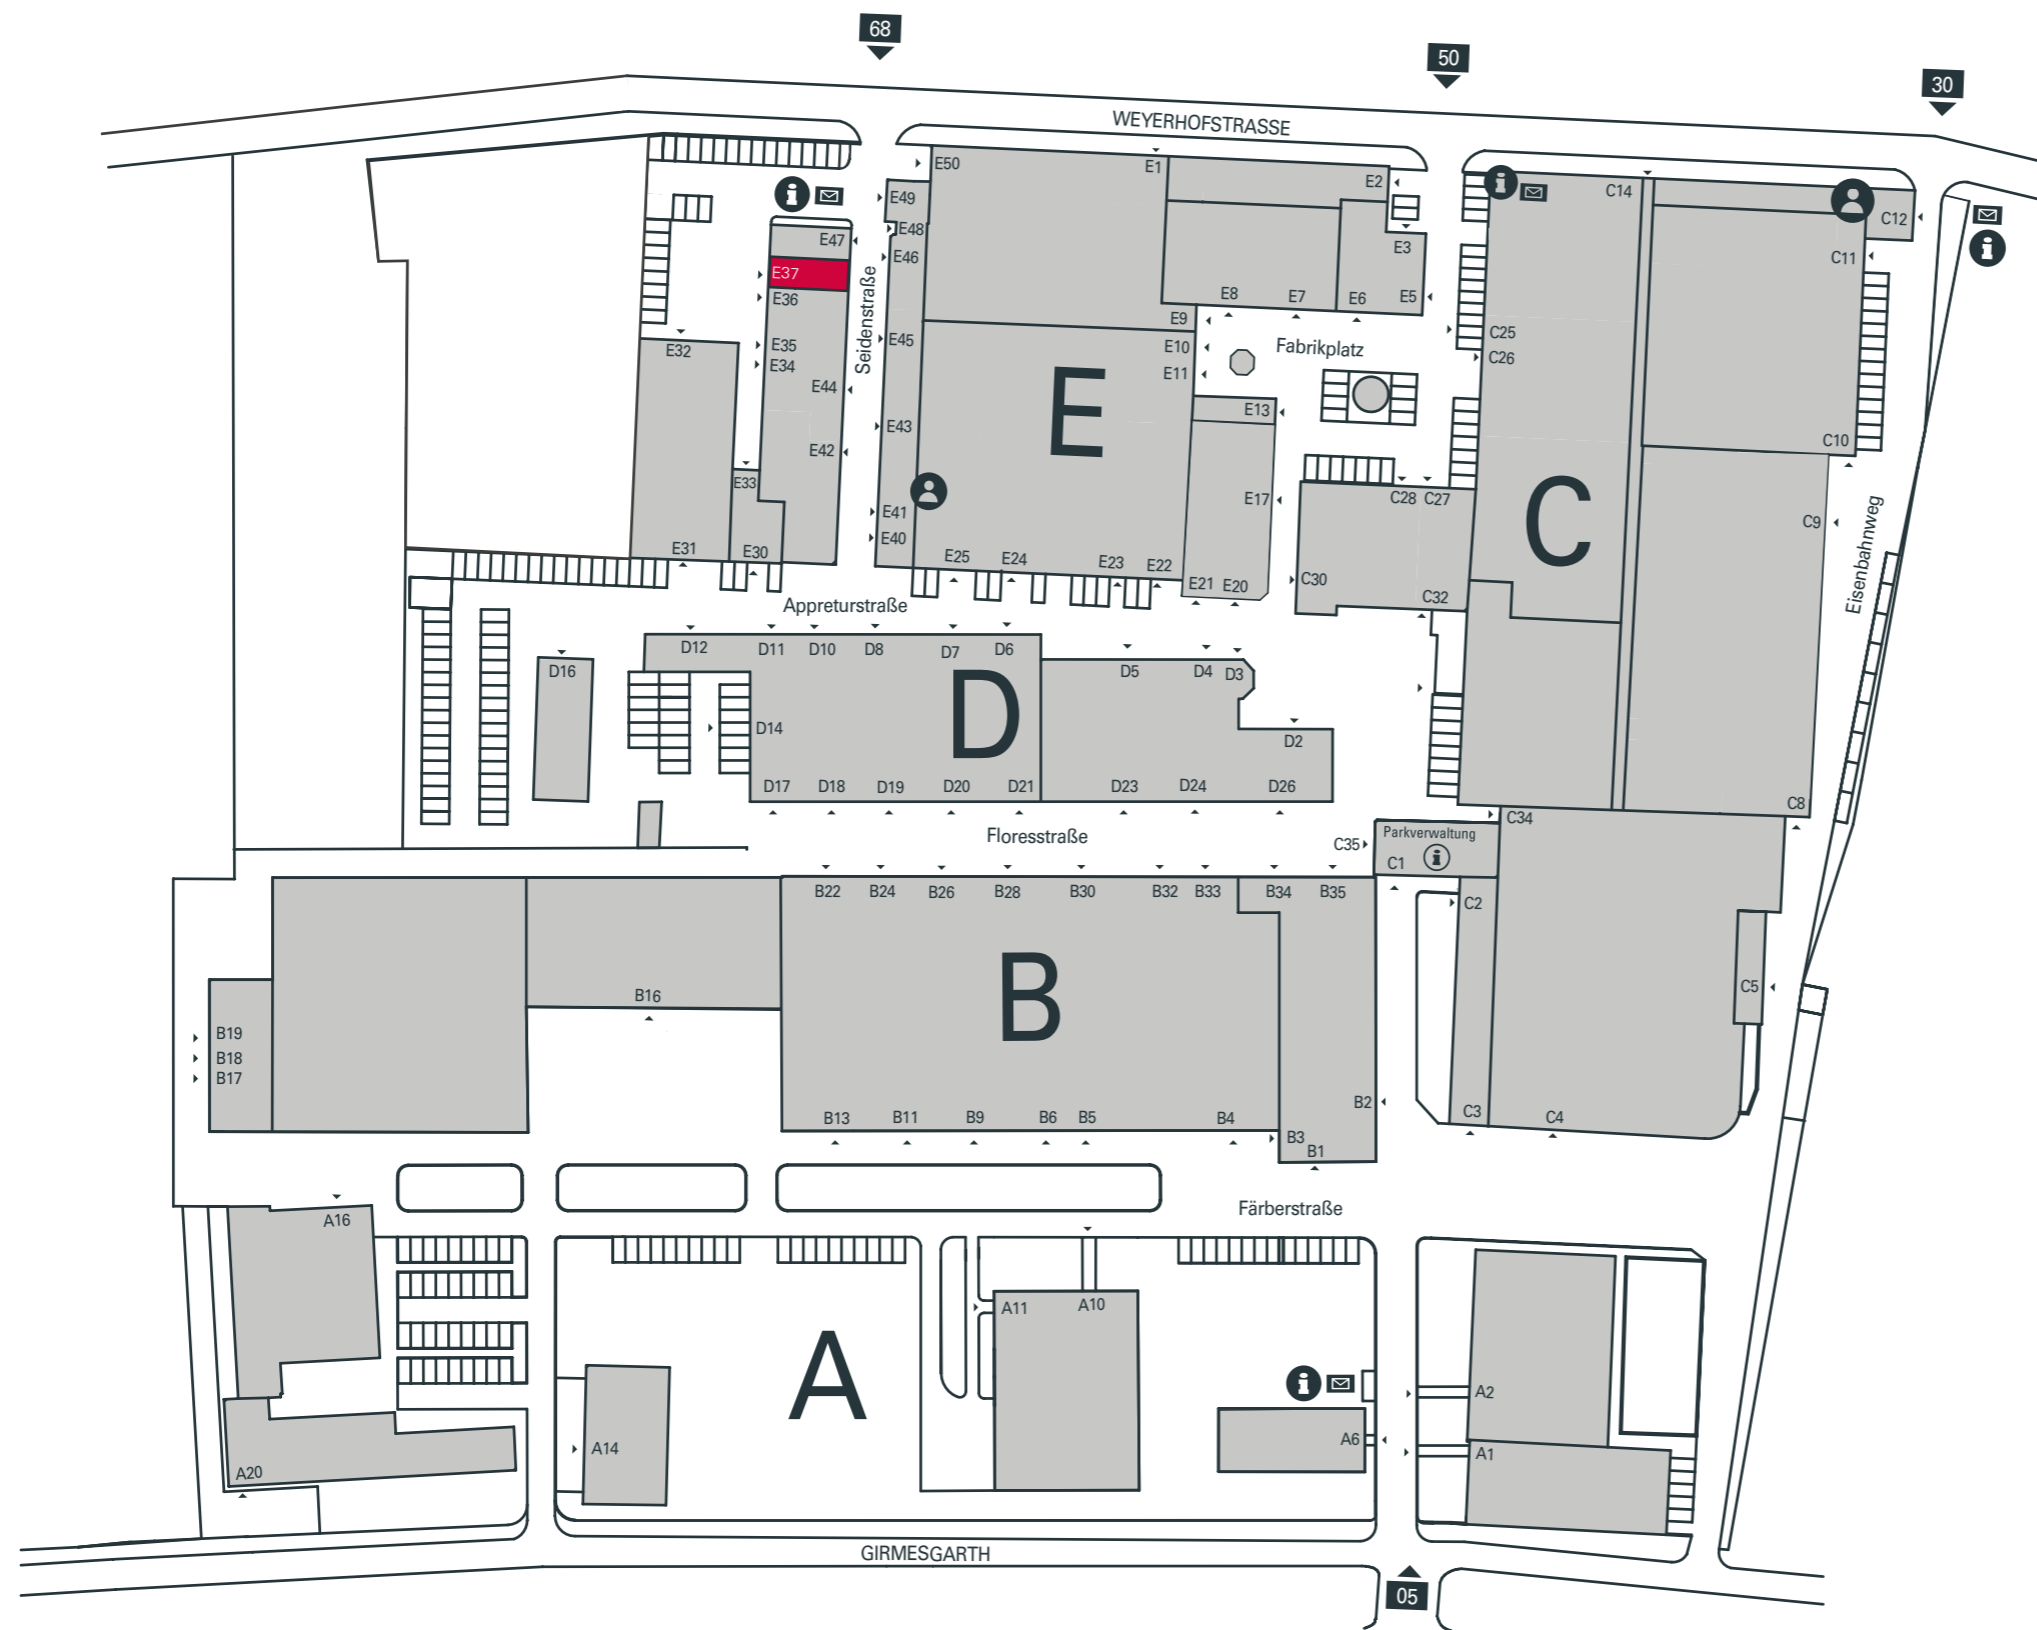 68
50
30
WEYERHOFSTRASSE
E50
E1
E2
C14
C12
E49
E48
E47
E46
E3
C11
E37
E36
E8
E7
E6
E5
E9
Seidenstraße
E45
E10
E11
Fabrikplatz
C25
C26
E35
E34
E32
E44
E
E13
E43
E42
C10
E33
E17
C28
C27
C
C9
E41
E40
Eisenbahnweg
E31
E30
E25
E24
E23
E22
E21
E20
C30
C32
Appreturstraße
D12
D11
D10
D8
D7
D6
D16
D5
D4
D3
D
D14
D2
D17
D18
D19
D20
D21
D23
D24
D26
C8
C34
Floresstraße
C35
Parkverwaltung
C1
B22
B24
B26
B28
B30
B32
B33
B34
B35
C2
B
B16
C5
B19
B18
B17
B13
B11
B9
B6
B5
B4
B2
B3
B1
C3
C4
Färberstraße
A16
A11
A10
A
A2
A14
A6
A1
A20
GIRMESGARTH
05